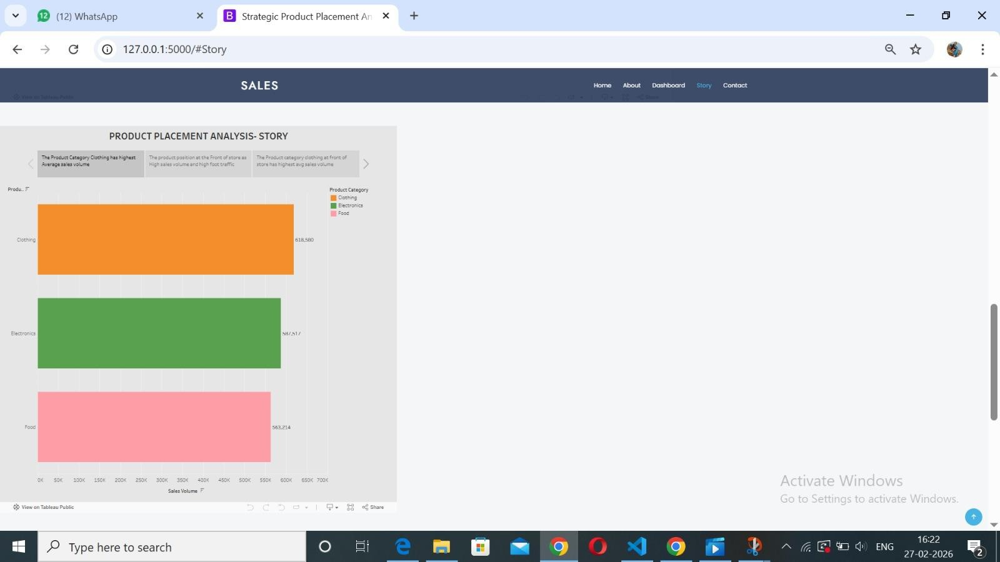 (12) WhatsApp
Strategic Product Placement An
127.0.0.1:5000/#Story
SALES
Home About Dashboard Story Contact
View on Tableau Public
Share
PRODUCT PLACEMENT ANALYSIS- STORY
The Product Category Clothing has highest
Average sales volume
The product position at the Front of store as
High sales volume and high foot traffic
The Product category clothing at front of
store has highest avg sales volume
Produ..
Product Category
Clothing
Electronics
Food
Clothing
618,580
Electronics
587,517
Food
563,214
0K 50K 100K 150K 200K 250K 300K 350K 400K 450K 500K 550K 600K 650K 700K
Sales Volume
View on Tableau Public
Share
Activate Windows
Go to Settings to activate Windows.
Type here to search
ENG
16:22
27-02-2026
2